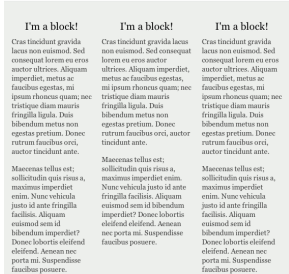 I'm a block!
Cras tincidunt gravida
lacus non euismod. Sed
consequat lorem eu eros
auctor ultrices. Aliquam
imperdiet, metus ac
faucibus egestas, mi
ipsum rhoncus quam; nec
tristique diam mauris
fringilla ligula. Duis
bibendum metus non
egestas pretium. Donec
rutrum faucibus orci,
auctor tincidunt ante.
Maecenas tellus est;
sollicitudin quis risus a,
maximus imperdiet
enim. Nunc vehicula
justo id ante fringilla
facilisis. Aliquam
euismod sem id
bibendum imperdiet?
Donec lobortis eleifend
eleifend. Aenean nec
porta mi. Suspendisse
faucibus posuere.
I'm a block!
Cras tincidunt gravida lacus
non euismod. Sed consequat
lorem eu eros auctor
ultrices. Aliquam imperdiet,
metus ac faucibus egestas,
mi ipsum rhoncus quam; nec
tristique diam mauris
fringilla ligula. Duis
bibendum metus non
egestas pretium. Donec
rutrum faucibus orci, auctor
tincidunt ante.
Maecenas tellus est;
sollicitudin quis risus a,
maximus imperdiet enim.
Nunc vehicula justo id ante
fringilla facilisis. Aliquam
euismod sem id bibendum
imperdiet? Donec lobortis
eleifend eleifend. Aenean
nec porta mi. Suspendisse
faucibus posuere.
I'm a block!
Cras tincidunt gravida
lacus non euismod. Sed
consequat lorem eu eros
auctor ultrices. Aliquam
imperdiet, metus ac
faucibus egestas, mi
ipsum rhoncus quam; nec
tristique diam mauris
fringilla ligula. Duis
bibendum metus non
egestas pretium. Donec
rutrum faucibus orci,
auctor tincidunt ante.
Maecenas tellus est;
sollicitudin quis risus a,
maximus imperdiet
enim. Nunc vehicula
justo id ante fringilla
facilisis. Aliquam
euismod sem id
bibendum imperdiet?
Donec lobortis eleifend
eleifend. Aenean nec
porta mi. Suspendisse
faucibus posuere.